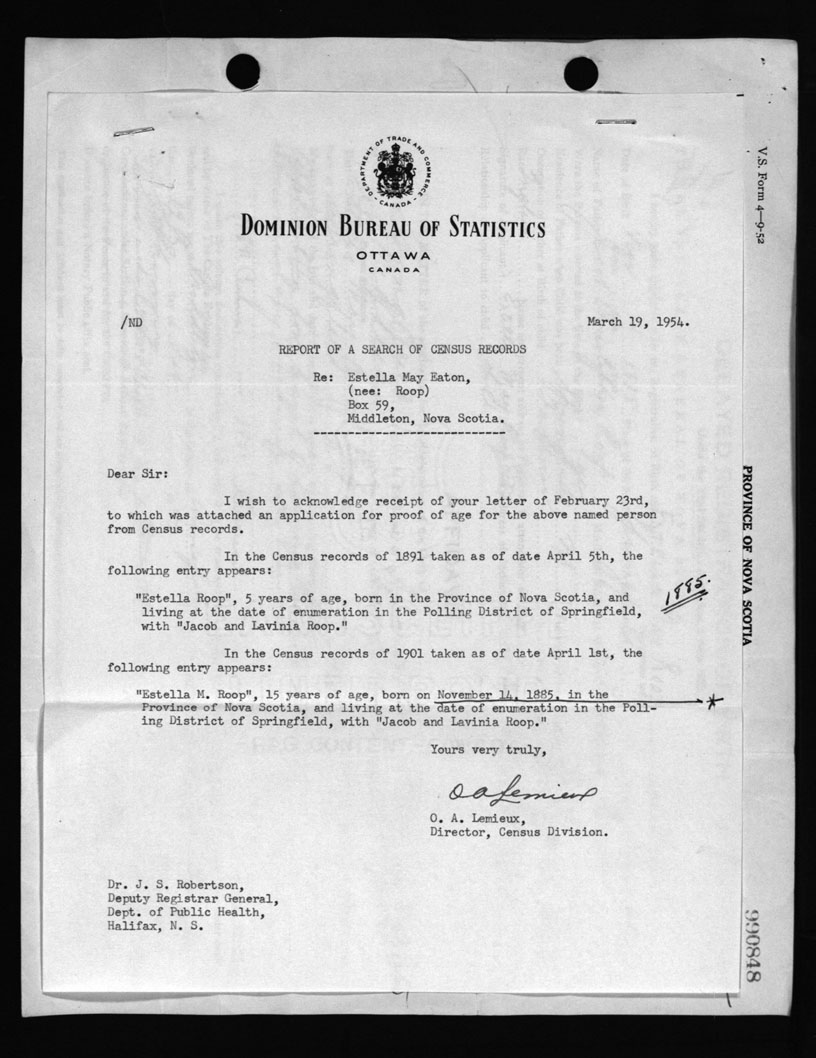 DEPARTMENT OF TRADE AND COMMERCE
- CANADA -
DOMINION BUREAU OF STATISTICS
OTTAWA
CANADA
/ND
March 19, 1954.
REPORT OF A SEARCH OF CENSUS RECORDS
Re: Estella May Eaton,
(nee: Roop)
Box 59,
Middleton, Nova Scotia.
Dear Sir:
I wish to acknowledge receipt of your letter of February 23rd,
to which was attached an application for proof of age for the above named person
from Census records.
In the Census records of 1891 taken as of date April 5th, the
following entry appears:
"Estella Roop", 5 years of age, born in the Province of Nova Scotia, and
living at the date of enumeration in the Polling District of Springfield,
with "Jacob and Lavinia Roop."
1885.
In the Census records of 1901 taken as of date April 1st, the
following entry appears:
"Estella M. Roop", 15 years of age, born on November 14, 1885, in the
Province of Nova Scotia, and living at the date of enumeration in the Poll-
ing District of Springfield, with "Jacob and Lavinia Roop."
*
Yours very truly,
O A Lemieux
O. A. Lemieux,
Director, Census Division.
Dr. J. S. Robertson,
Deputy Registrar General,
Dept. of Public Health,
Halifax, N. S.
V.S. Form 4—9-52
PROVINCE OF NOVA SCOTIA
990848